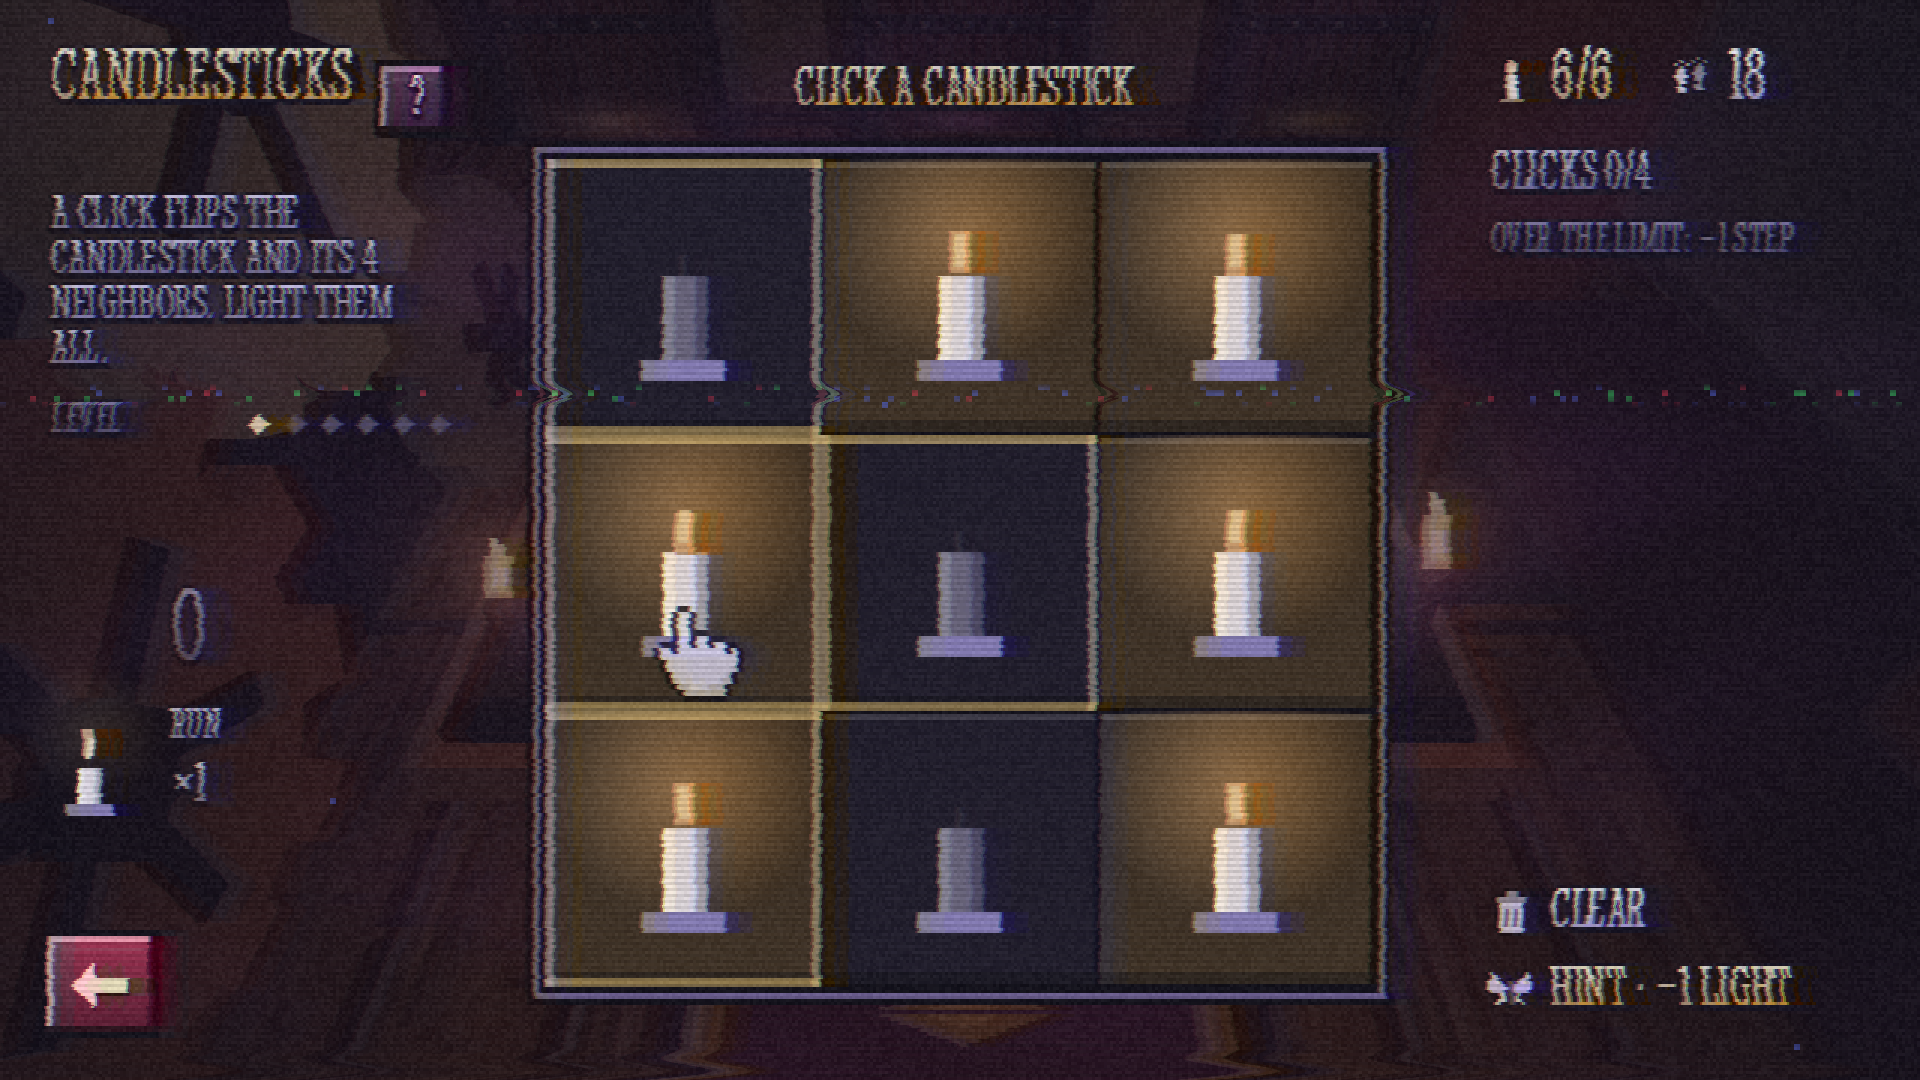 CANDLESTICKS
?
CLICK A CANDLESTICK
6/6
18
CLICKS 0/4
OVER THE LIMIT: -1 STEP
A CLICK FLIPS THE
CANDLESTICK AND ITS 4
NEIGHBORS. LIGHT THEM
ALL.
LEVEL
0
RUN
×1
CLEAR
HINT · -1 LIGHT